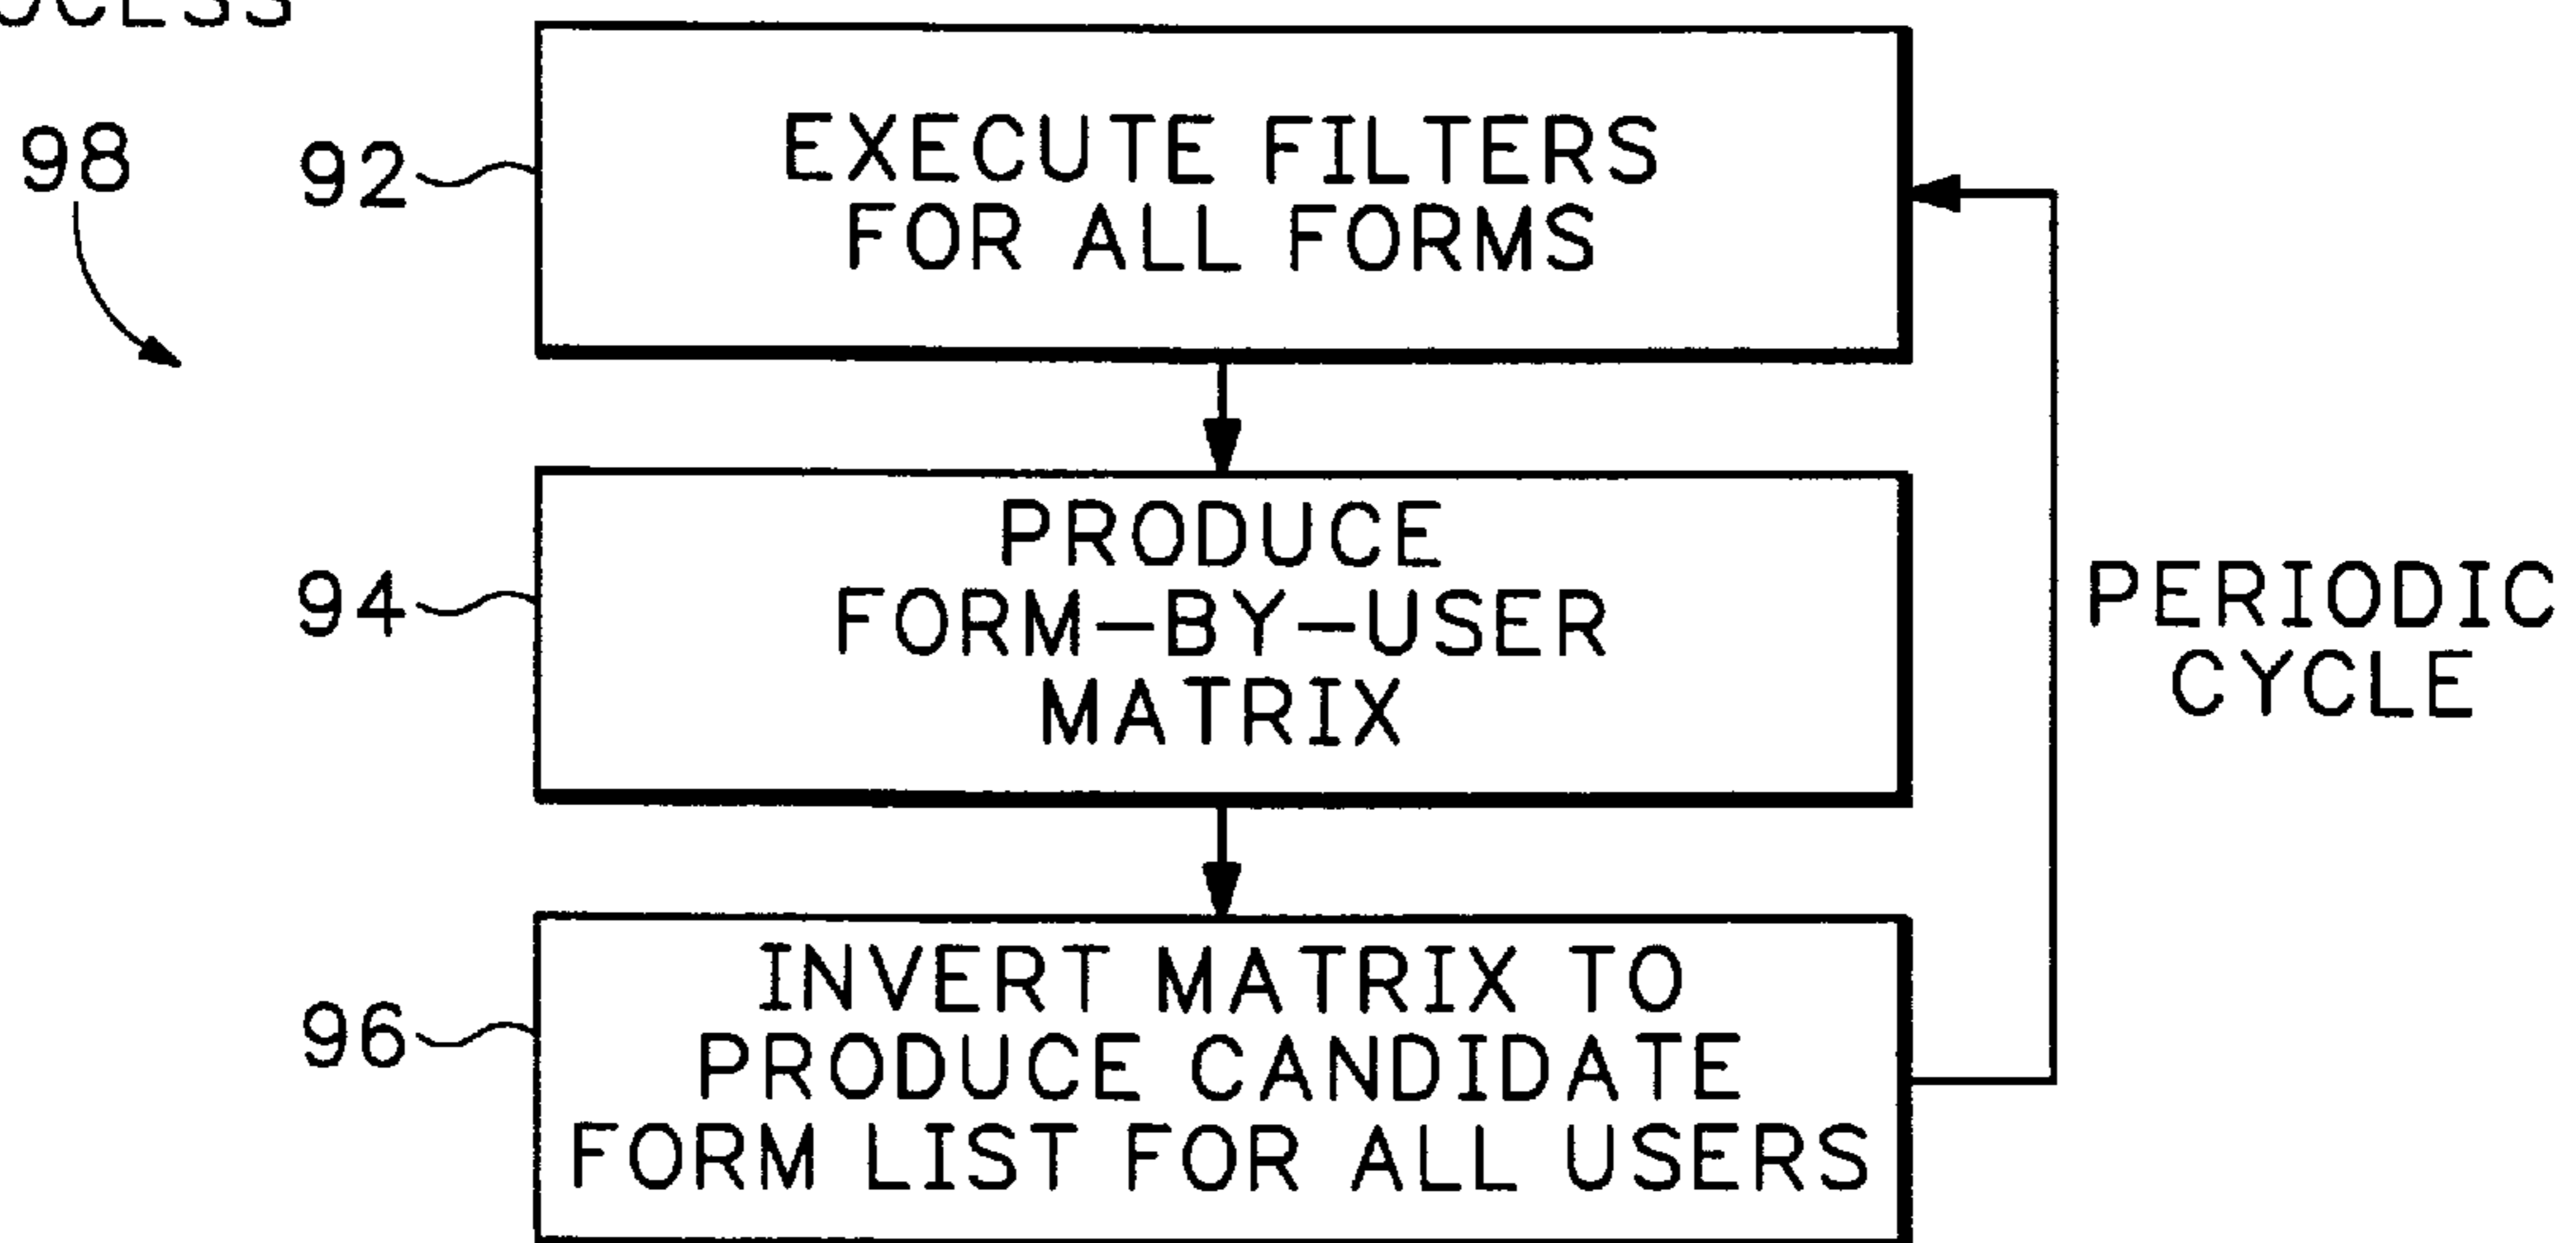 98
92
EXECUTE FILTERS
FOR ALL FORMS
94
PRODUCE
FORM-BY-USER
MATRIX
PERIODIC
CYCLE
96
INVERT MATRIX TO
PRODUCE CANDIDATE
FORM LIST FOR ALL USERS